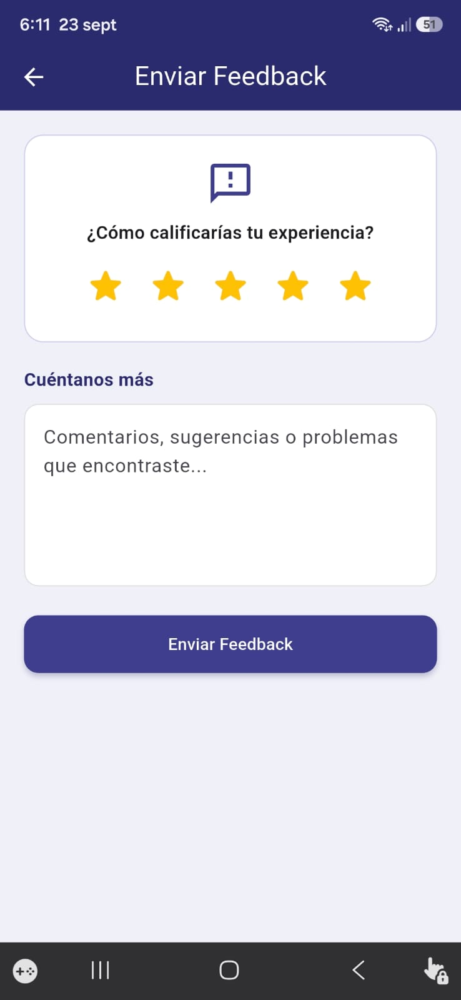 6:11 23 sept
51
Enviar Feedback
¿Cómo calificarías tu experiencia?
Cuéntanos más
Comentarios, sugerencias o problemas
que encontraste...
Enviar Feedback